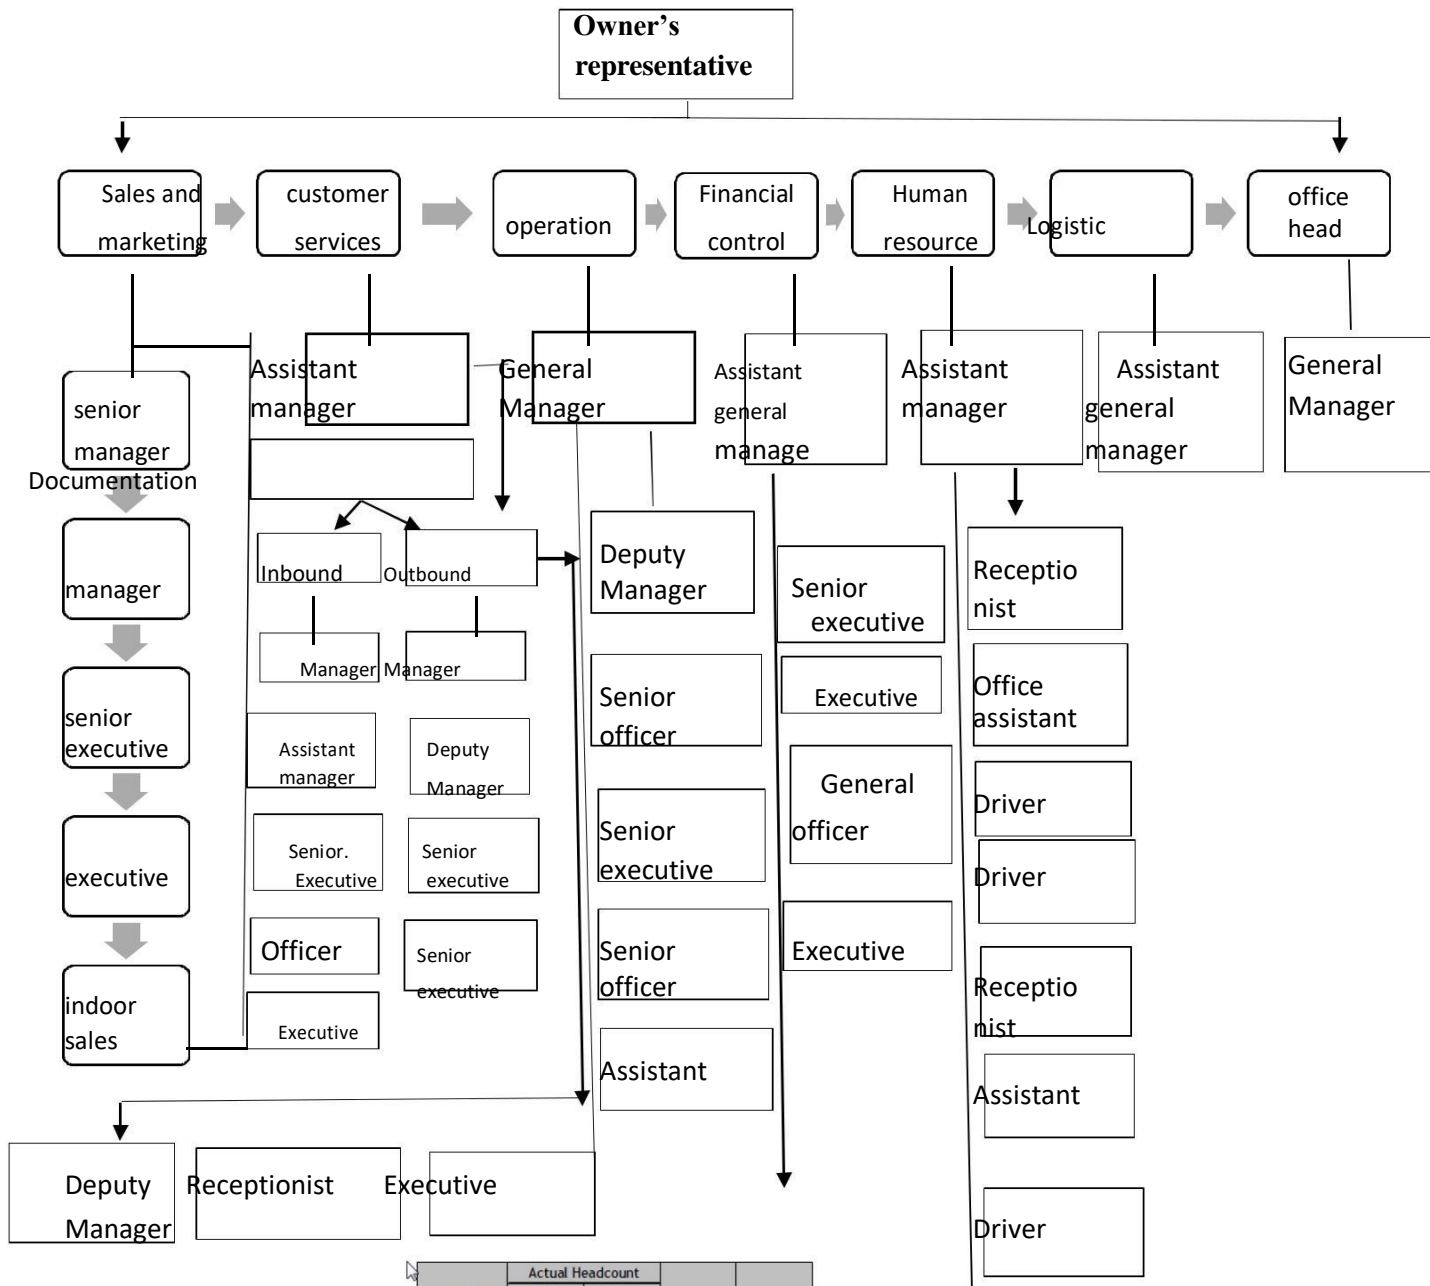 Owner's
representative
Sales and
marketing
customer
services
operation
Financial
control
Human
resource
Logistic
office
head
senior
manager
Documentation
manager
senior
executive
executive
indoor
sales
Assistant
manager
Inbound
Outbound
Manager
Manager
Assistant
manager
Deputy
Manager
Senior.
Executive
Senior
executive
Officer
Senior
executive
Executive
General
Manager
Deputy
Manager
Senior
officer
Senior
executive
Senior
officer
Assistant
Assistant
general
manage
Senior
executive
Executive
General
officer
Executive
Assistant
manager
Receptio
nist
Office
assistant
Driver
Driver
Receptio
nist
Assistant
Driver
Assistant
general
manager
General
Manager
Deputy
Manager
Receptionist
Executive
Actual Headcount